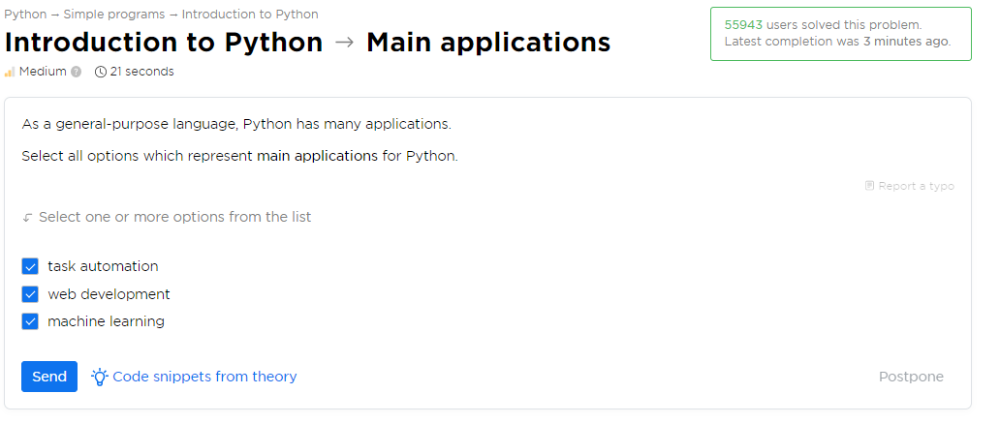 Python → Simple programs → Introduction to Python
Introduction to Python → Main applications
Medium ? 21 seconds
55943 users solved this problem.
Latest completion was 3 minutes ago.
As a general-purpose language, Python has many applications.
Select all options which represent main applications for Python.
Report a typo
Select one or more options from the list
task automation
web development
machine learning
Send Code snippets from theory Postpone